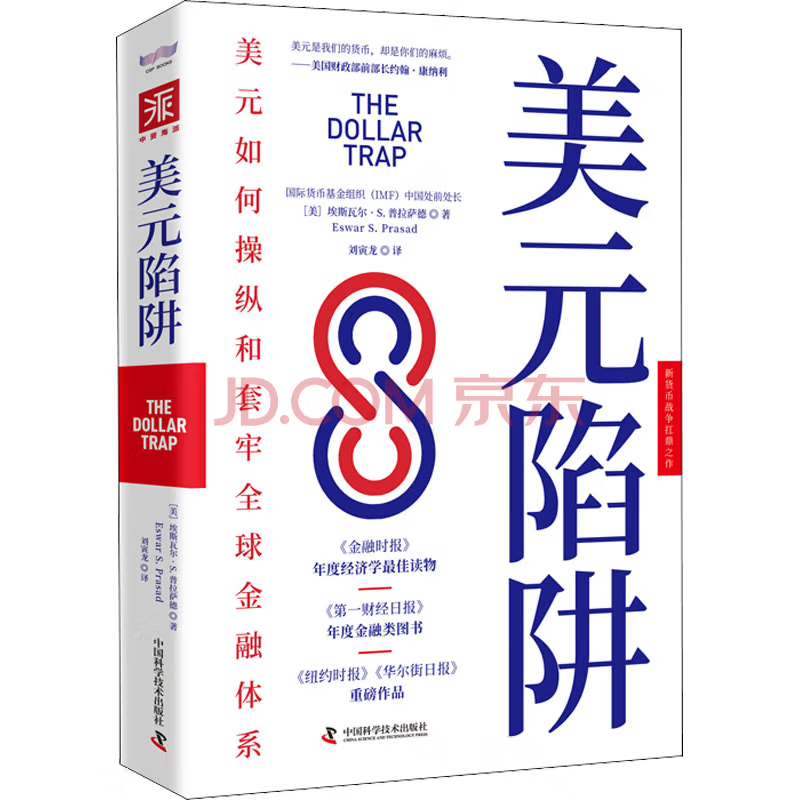 CSP BOOKS
派
中资海派
美元陷阱
THE
DOLLAR
TRAP
[美] 埃斯瓦尔·S.普拉萨德◎著
Eswar S. Prasad
刘寅龙◎译
中国科学技术出版社
美元如何操纵和套牢全球金融体系
美元是我们的货币，却是你们的麻烦。
——美国财政部前部长约翰·康纳利
THE
DOLLAR
TRAP
国际货币基金组织（IMF）中国处前处长
[美] 埃斯瓦尔·S.普拉萨德◎著
Eswar S. Prasad
刘寅龙◎译
JD.COM 京东
《金融时报》
年度经济学最佳读物
《第一财经日报》
年度金融类图书
《纽约时报》《华尔街日报》
重磅作品
中国科学技术出版社
CHINA SCIENCE AND TECHNOLOGY PRESS
美元陷阱
新货币战争扛鼎之作